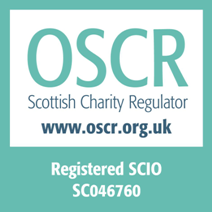 OSCR
Scottish Charity Regulator
www.oscr.org.uk
Registered SCIO
SC046760